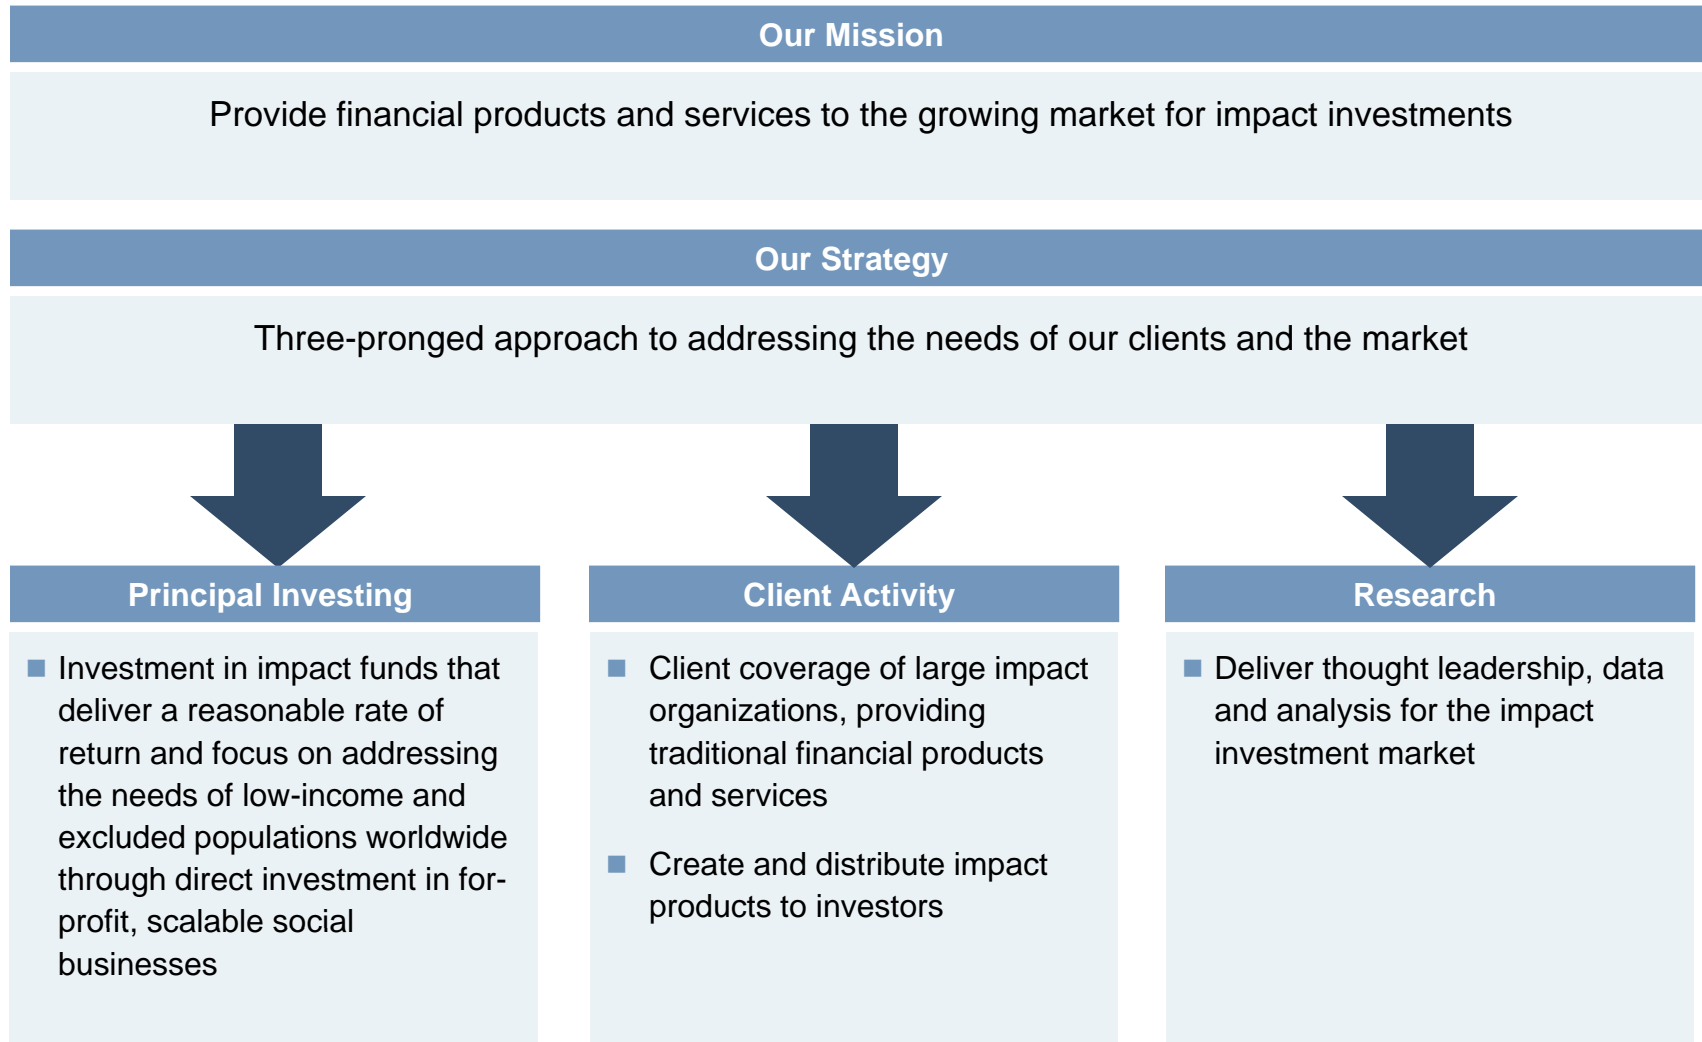 Our Mission
Provide financial products and services to the growing market for impact investments
Our Strategy
Three-pronged approach to addressing the needs of our clients and the market
Principal Investing
Investment in impact funds that
deliver a reasonable rate of
return and focus on addressing
the needs of low-income and
excluded populations worldwide
through direct investment in for-
profit, scalable social
businesses
Client Activity
Client coverage of large impact
organizations, providing
traditional financial products
and services
Create and distribute impact
products to investors
Research
Deliver thought leadership, data
and analysis for the impact
investment market